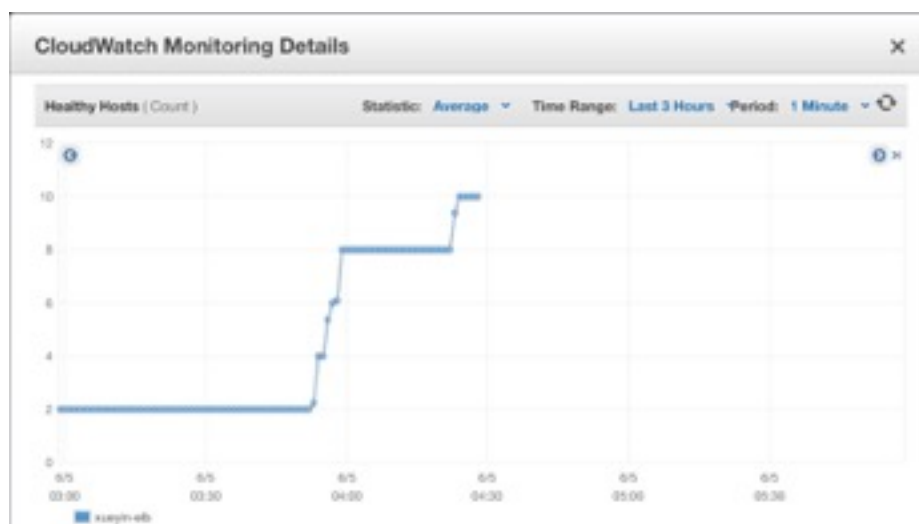 CloudWatch Monitoring Details
Healthy Hosts ( Count ) Statistic: Average Time Range: Last 3 Hours Period: 1 Minute
12
10
8
6
4
2
0
6/5 6/5 6/5 6/5 6/5 6/5
03:00 03:30 04:00 04:30 05:00 05:30
xueyin-elb